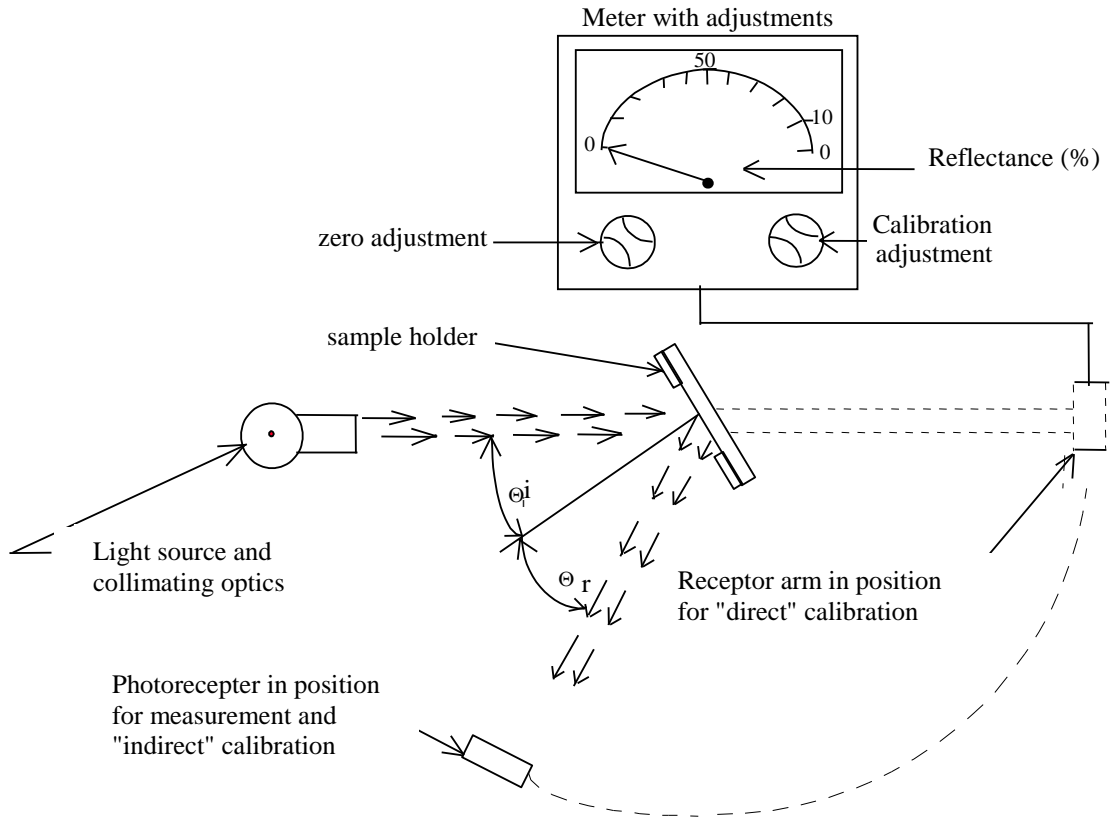 Meter with adjustments
50
10
0
0
Reflectance (%)
zero adjustment
Calibration
adjustment
sample holder
Θi i
Θ r
Light source and
collimating optics
Receptor arm in position
for "direct" calibration
Photorecepter in position
for measurement and
"indirect" calibration